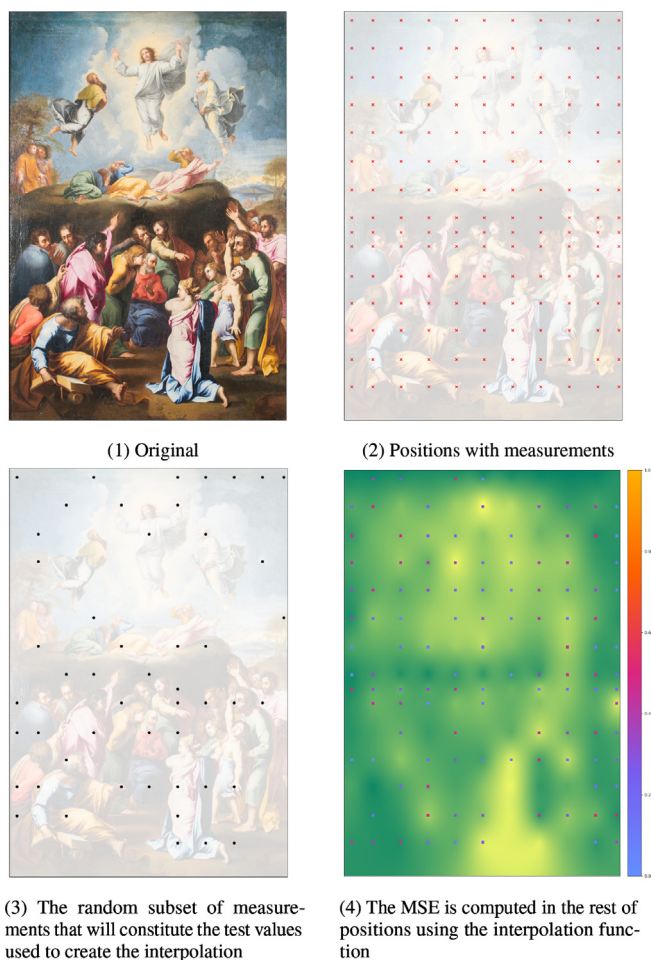 (1) Original
(2) Positions with measurements
(3) The random subset of measure-
ments that will constitute the test values
used to create the interpolation
1.0
0.8
0.6
0.4
0.2
0.0
(4) The MSE is computed in the rest of
positions using the interpolation func-
tion